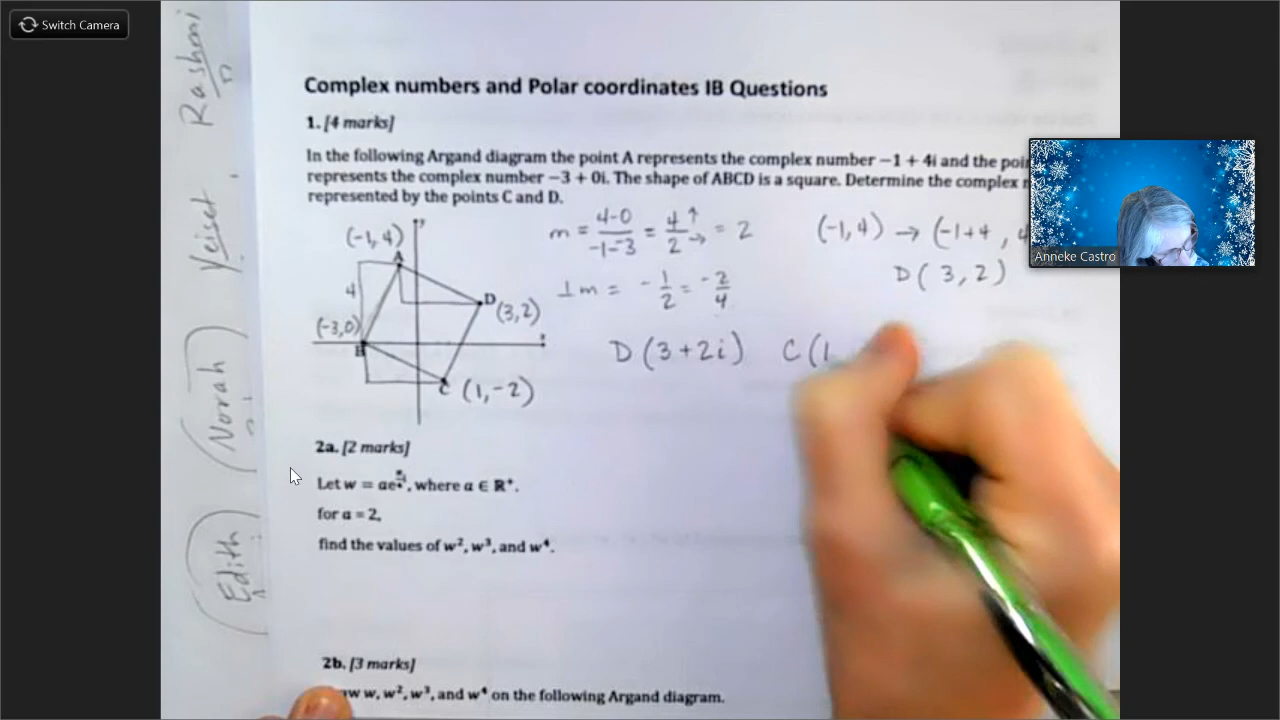 Switch Camera
Complex numbers and Polar coordinates IB Questions
1. [4 marks]
In the following Argand diagram the point A represents the complex number −1 + 4i and the
represents the complex number −3 + 0i. The shape of ABCD is a square. Determine the complex
represented by the points C and D.
(-1, 4)
y
A
4
(-3,0)
B
D (3,2)
C (1,-2)
m = 4-0/-1--3 = 4/2 = 2
⊥m = -1/2 = -2/4
(-1,4) → (-1+4 ,
D(3,2)
D(3+2i) C(1
Anneke Castro
2a. [2 marks]
Let w = ae, where a ∈ ℝ⁺.
for a = 2,
find the values of w², w³, and w⁴.
2b. [3 marks]
w, w², w³, and w⁴ on the following Argand diagram.
Rashmi
Yeiset
(Norah)
(Edith)